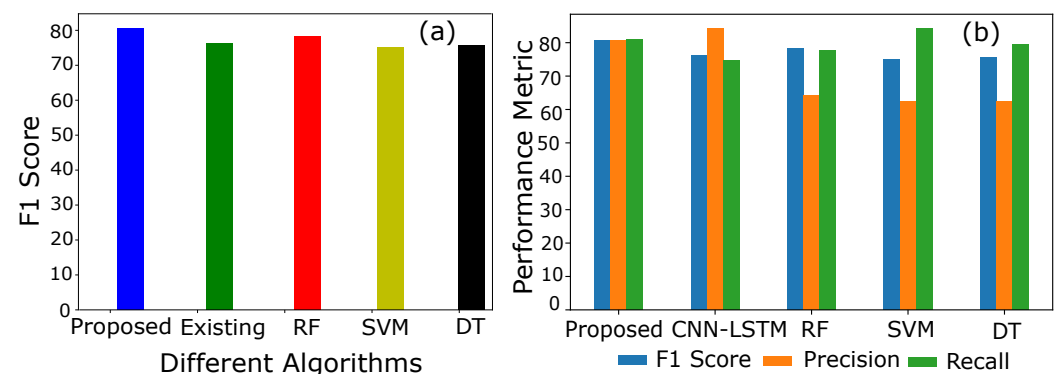 (a)
F1 Score
80
70
60
50
40
30
20
10
0
Proposed Existing RF SVM DT
Different Algorithms
(b)
Performance Metric
80
70
60
50
40
30
20
10
0
Proposed CNN-LSTM RF SVM DT
F1 Score Precision Recall